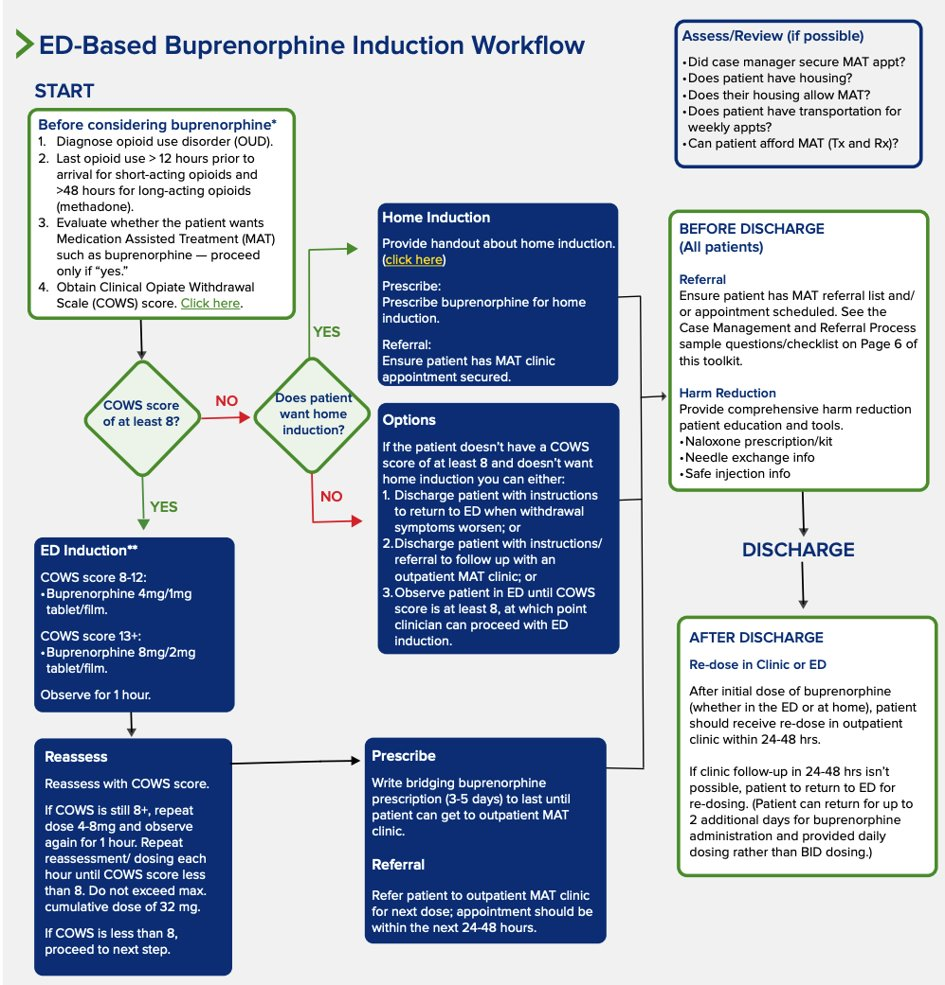 ED-Based Buprenorphine Induction Workflow
START
Before considering buprenorphine*
1. Diagnose opioid use disorder (OUD).
2. Last opioid use > 12 hours prior to
arrival for short-acting opioids and
>48 hours for long-acting opioids
(methadone).
3. Evaluate whether the patient wants
Medication Assisted Treatment (MAT)
such as buprenorphine — proceed
only if “yes.”
4. Obtain Clinical Opiate Withdrawal
Scale (COWS) score. Click here.
Assess/Review (if possible)
•Did case manager secure MAT appt?
•Does patient have housing?
•Does their housing allow MAT?
•Does patient have transportation for
weekly appts?
•Can patient afford MAT (Tx and Rx)?
COWS score
of at least 8?
NO
YES
Does patient
want home
induction?
YES
NO
Home Induction
Provide handout about home induction.
(click here)
Prescribe:
Prescribe buprenorphine for home
induction.
Referral:
Ensure patient has MAT clinic
appointment secured.
Options
If the patient doesn’t have a COWS
score of at least 8 and doesn’t want
home induction you can either:
1. Discharge patient with instructions
to return to ED when withdrawal
symptoms worsen; or
2.Discharge patient with instructions/
referral to follow up with an
outpatient MAT clinic; or
3. Observe patient in ED until COWS
score is at least 8, at which point
clinician can proceed with ED
induction.
ED Induction**
COWS score 8-12:
•Buprenorphine 4mg/1mg
tablet/film.
COWS score 13+:
•Buprenorphine 8mg/2mg
tablet/film.
Observe for 1 hour.
Reassess
Reassess with COWS score.
If COWS is still 8+, repeat
dose 4-8mg and observe
again for 1 hour. Repeat
reassessment/ dosing each
hour until COWS score less
than 8. Do not exceed max.
cumulative dose of 32 mg.
If COWS is less than 8,
proceed to next step.
Prescribe
Write bridging buprenorphine
prescription (3-5 days) to last until
patient can get to outpatient MAT
clinic.
Referral
Refer patient to outpatient MAT clinic
for next dose; appointment should be
within the next 24-48 hours.
BEFORE DISCHARGE
(All patients)
Referral
Ensure patient has MAT referral list and/
or appointment scheduled. See the
Case Management and Referral Process
sample questions/checklist on Page 6 of
this toolkit.
Harm Reduction
Provide comprehensive harm reduction
patient education and tools.
•Naloxone prescription/kit
•Needle exchange info
•Safe injection info
DISCHARGE
AFTER DISCHARGE
Re-dose in Clinic or ED
After initial dose of buprenorphine
(whether in the ED or at home), patient
should receive re-dose in outpatient
clinic within 24-48 hrs.
If clinic follow-up in 24-48 hrs isn’t
possible, patient to return to ED for
re-dosing. (Patient can return for up to
2 additional days for buprenorphine
administration and provided daily
dosing rather than BID dosing.)